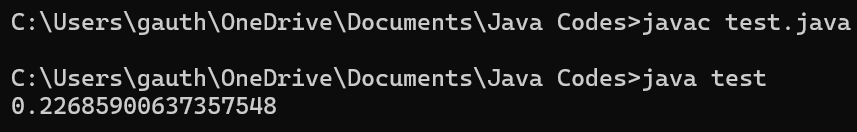 C:\Users\gauth\OneDrive\Documents\Java Codes>javac test.java
C:\Users\gauth\OneDrive\Documents\Java Codes>java test
0.22685900637357548